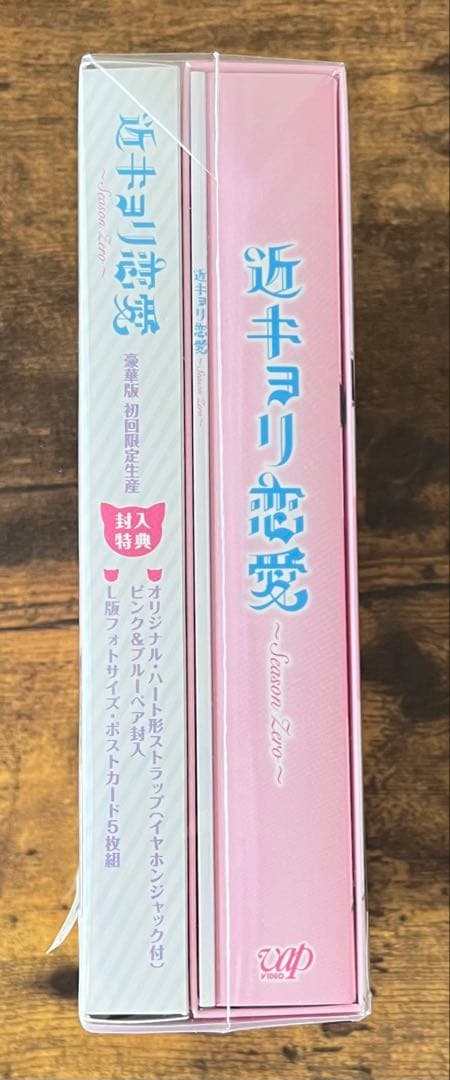 近キョリ恋愛
～Season Zero～
豪華版 初回限定生産
封入
特典
オリジナル・ハート形ストラップ(イヤホンジャック付)
ピンク&ブルーペア封入
L版フォトサイズ・ポストカード5枚組
近キョリ恋愛
～Season Zero～
近キョリ恋愛
～Season Zero～
vap
VIDEO